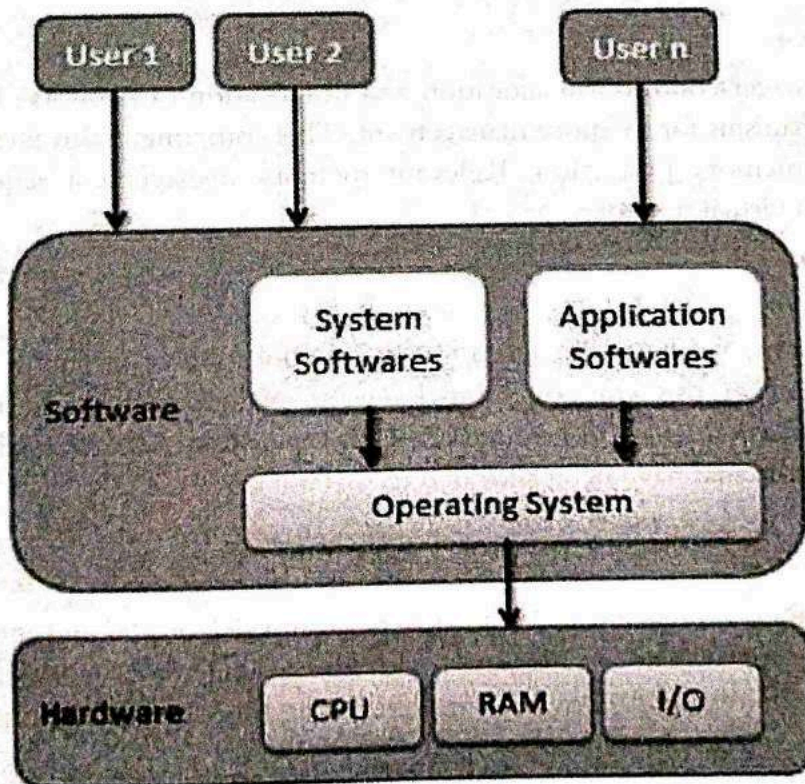 User 1
User 2
User n
System
Softwares
Application
Softwares
Software
Operating System
Hardware
CPU
RAM
I/O